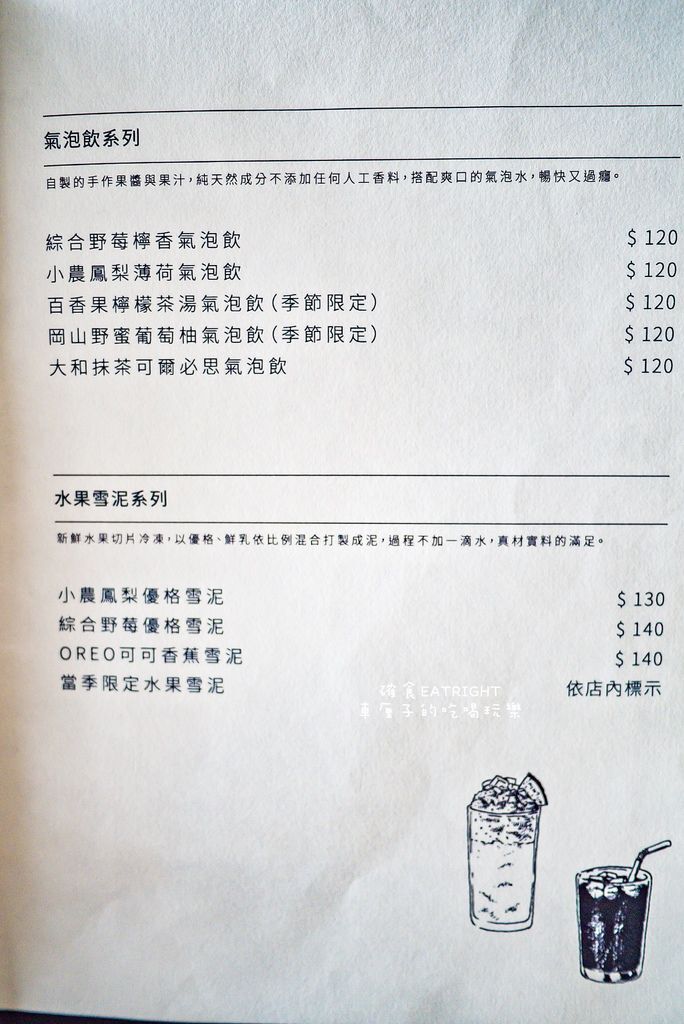 氣泡飲系列
自製的手作果醬與果汁，純天然成分不添加任何人工香料，搭配爽口的氣泡水，暢快又過癮。
綜合野莓檸香氣泡飲 $ 120
小農鳳梨薄荷氣泡飲 $ 120
百香果檸檬茶湯氣泡飲（季節限定） $ 120
岡山野蜜葡萄柚氣泡飲（季節限定） $ 120
大和抹茶可爾必思氣泡飲 $ 120
水果雪泥系列
新鮮水果切片冷凍，以優格、鮮乳依比例混合打製成泥，過程不加一滴水，真材實料的滿足。
小農鳳梨優格雪泥 $ 130
綜合野莓優格雪泥 $ 140
OREO可可香蕉雪泥 $ 140
當季限定水果雪泥 依店內標示
確食EATRIGHT
車厘子的吃喝玩樂